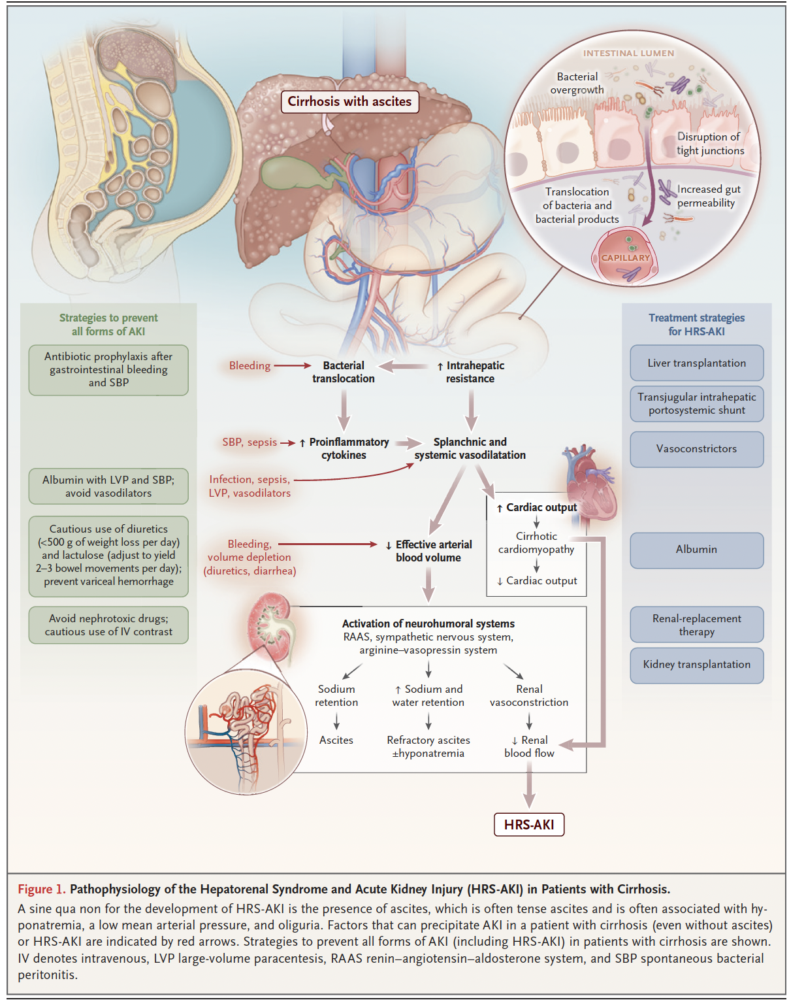 INTESTINAL LUMEN
Bacterial
overgrowth
Cirrhosis with ascites
Disruption of
tight junctions
Translocation
of bacteria and
bacterial products
Increased gut
permeability
CAPILLARY
Strategies to prevent
all forms of AKI
Antibiotic prophylaxis after
gastrointestinal bleeding
and SBP
Albumin with LVP and SBP;
avoid vasodilators
Cautious use of diuretics
(<500 g of weight loss per day)
and lactulose (adjust to yield
2–3 bowel movements per day);
prevent variceal hemorrhage
Avoid nephrotoxic drugs;
cautious use of IV contrast
Bleeding
Bacterial
translocation
↑ Intrahepatic
resistance
SBP, sepsis
↑ Proinflammatory
cytokines
Splanchnic and
systemic vasodilatation
Infection, sepsis,
LVP, vasodilators
↑ Cardiac output
Cirrhotic
cardiomyopathy
↓ Cardiac output
Bleeding,
volume depletion
(diuretics, diarrhea)
↓ Effective arterial
blood volume
Activation of neurohumoral systems
RAAS, sympathetic nervous system,
arginine–vasopressin system
Sodium
retention
↑ Sodium and
water retention
Renal
vasoconstriction
Ascites
Refractory ascites
±hyponatremia
↓ Renal
blood flow
HRS-AKI
Treatment strategies
for HRS-AKI
Liver transplantation
Transjugular intrahepatic
portosystemic shunt
Vasoconstrictors
Albumin
Renal-replacement
therapy
Kidney transplantation
Figure 1. Pathophysiology of the Hepatorenal Syndrome and Acute Kidney Injury (HRS-AKI) in Patients with Cirrhosis.
A sine qua non for the development of HRS-AKI is the presence of ascites, which is often tense ascites and is often associated with hy-
ponatremia, a low mean arterial pressure, and oliguria. Factors that can precipitate AKI in a patient with cirrhosis (even without ascites)
or HRS-AKI are indicated by red arrows. Strategies to prevent all forms of AKI (including HRS-AKI) in patients with cirrhosis are shown.
IV denotes intravenous, LVP large-volume paracentesis, RAAS renin–angiotensin–aldosterone system, and SBP spontaneous bacterial
peritonitis.